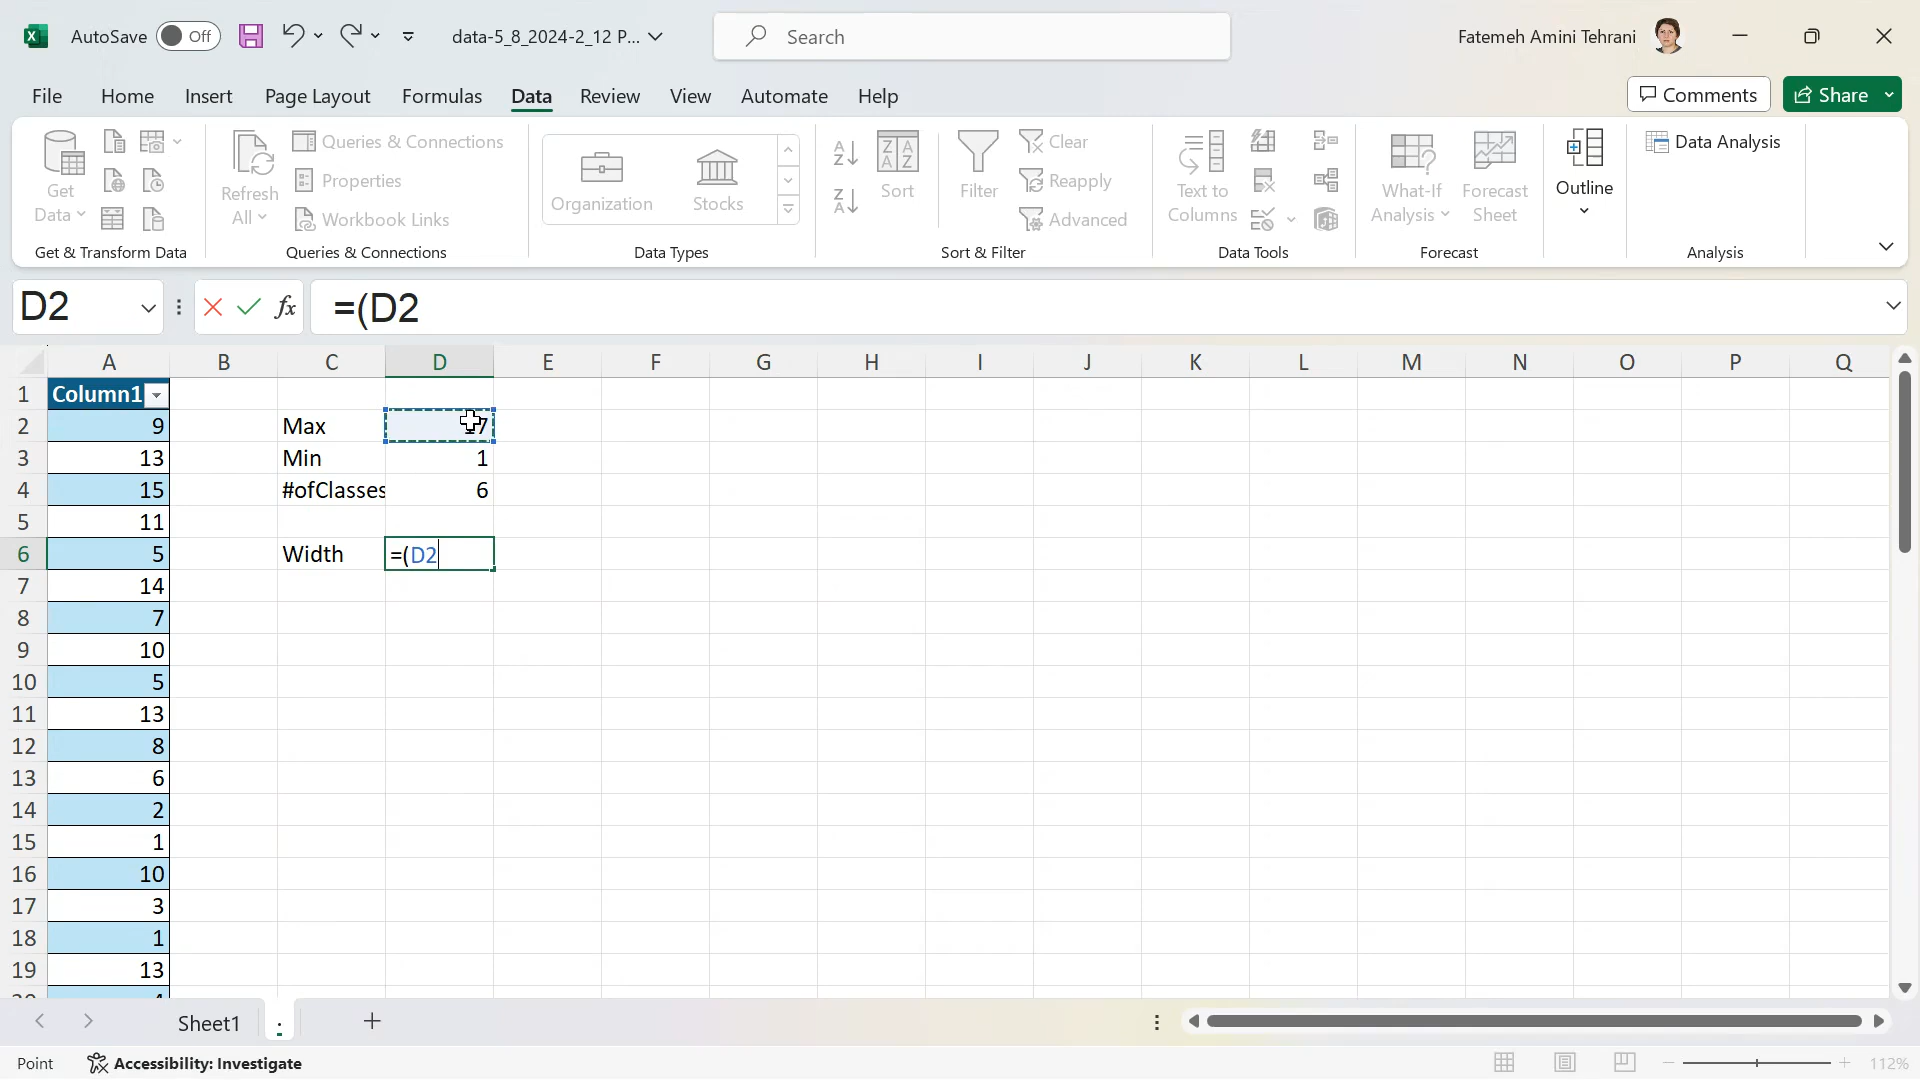 AutoSave Off data-5_8_2024-2_12 P... Search Fatemeh Amini Tehrani
File Home Insert Page Layout Formulas Data Review View Automate Help Comments Share
Get Data
Refresh All
Queries & Connections
Properties
Workbook Links
Organization Stocks
Sort
Filter
Clear
Reapply
Advanced
Text to Columns
What-If Analysis
Forecast Sheet
Outline
Data Analysis
Get & Transform Data Queries & Connections Data Types Sort & Filter Data Tools Forecast Analysis
D2 fx =(D2
A B C D E F G H I J K L M N O P Q
1 Column1
2 9 Max 17
3 13 Min 1
4 15 #ofClasses 6
5 11
6 5 Width =(D2
7 14
8 7
9 10
10 5
11 13
12 8
13 6
14 2
15 1
16 10
17 3
18 1
19 13
20 4
Sheet1 .
Point Accessibility: Investigate 112%